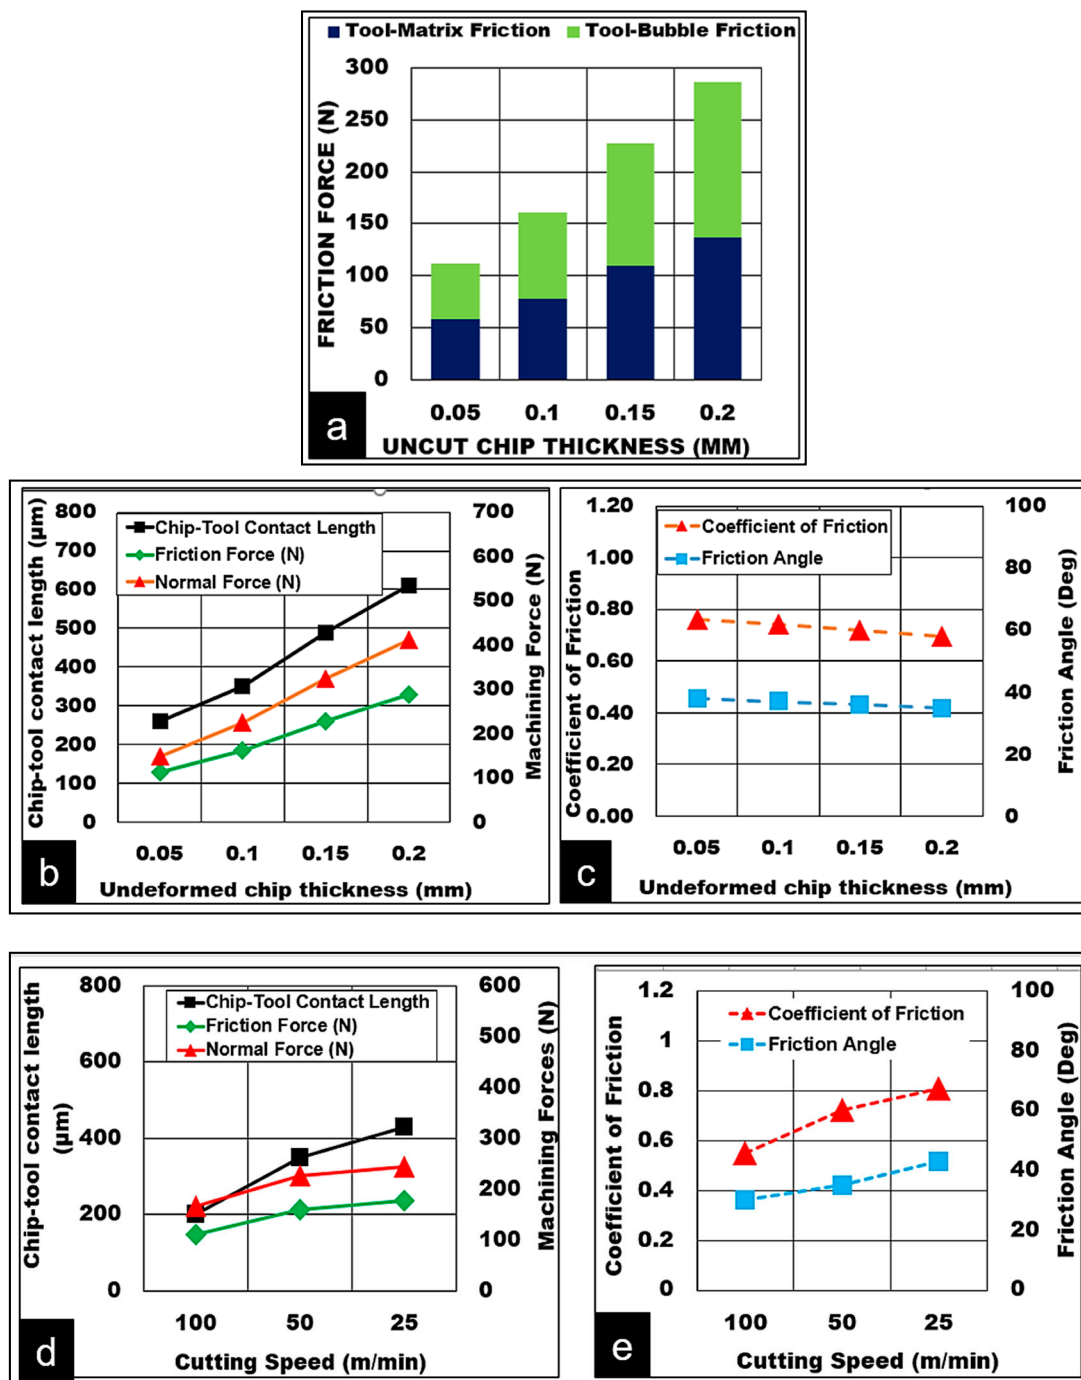 Tool-Matrix Friction Tool-Bubble Friction
300
250
200
150
100
50
0
FRICTION FORCE (N)
0.05 0.1 0.15 0.2
UNCUT CHIP THICKNESS (MM)
a
800
700
600
500
400
300
200
100
0
Chip-tool contact length (µm)
Chip-Tool Contact Length
Friction Force (N)
Normal Force (N)
700
600
500
400
300
200
100
0
Machining Force (N)
0.05 0.1 0.15 0.2
Undeformed chip thickness (mm)
b
1.20
1.00
0.80
0.60
0.40
0.20
0.00
Coefficient of Friction
Coefficient of Friction
Friction Angle
100
80
60
40
20
0
Friction Angle (Deg)
0.05 0.1 0.15 0.2
Undeformed chip thickness (mm)
c
800
600
400
200
0
Chip-tool contact length
(µm)
Chip-Tool Contact Length
Friction Force (N)
Normal Force (N)
600
500
400
300
200
100
0
Machining Forces (N)
100 50 25
Cutting Speed (m/min)
d
1.2
1
0.8
0.6
0.4
0.2
0
Coefficient of Friction
Coefficient of Friction
Friction Angle
100
80
60
40
20
0
Friction Angle (Deg)
100 50 25
Cutting Speed (m/min)
e